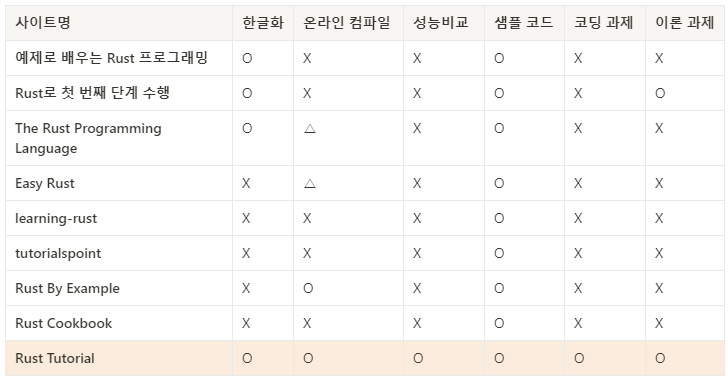 사이트명 한글화 온라인 컴파일 성능비교 샘플 코드 코딩 과제 이론 과제
예제로 배우는 Rust 프로그래밍 O X X O X X
Rust로 첫 번째 단계 수행 O X X O X O
The Rust Programming
Language O △ X O X X
Easy Rust X △ X O X X
learning-rust X X X O X X
tutorialspoint X X X O X X
Rust By Example X O X O X X
Rust Cookbook X X X O X X
Rust Tutorial O O O O O O